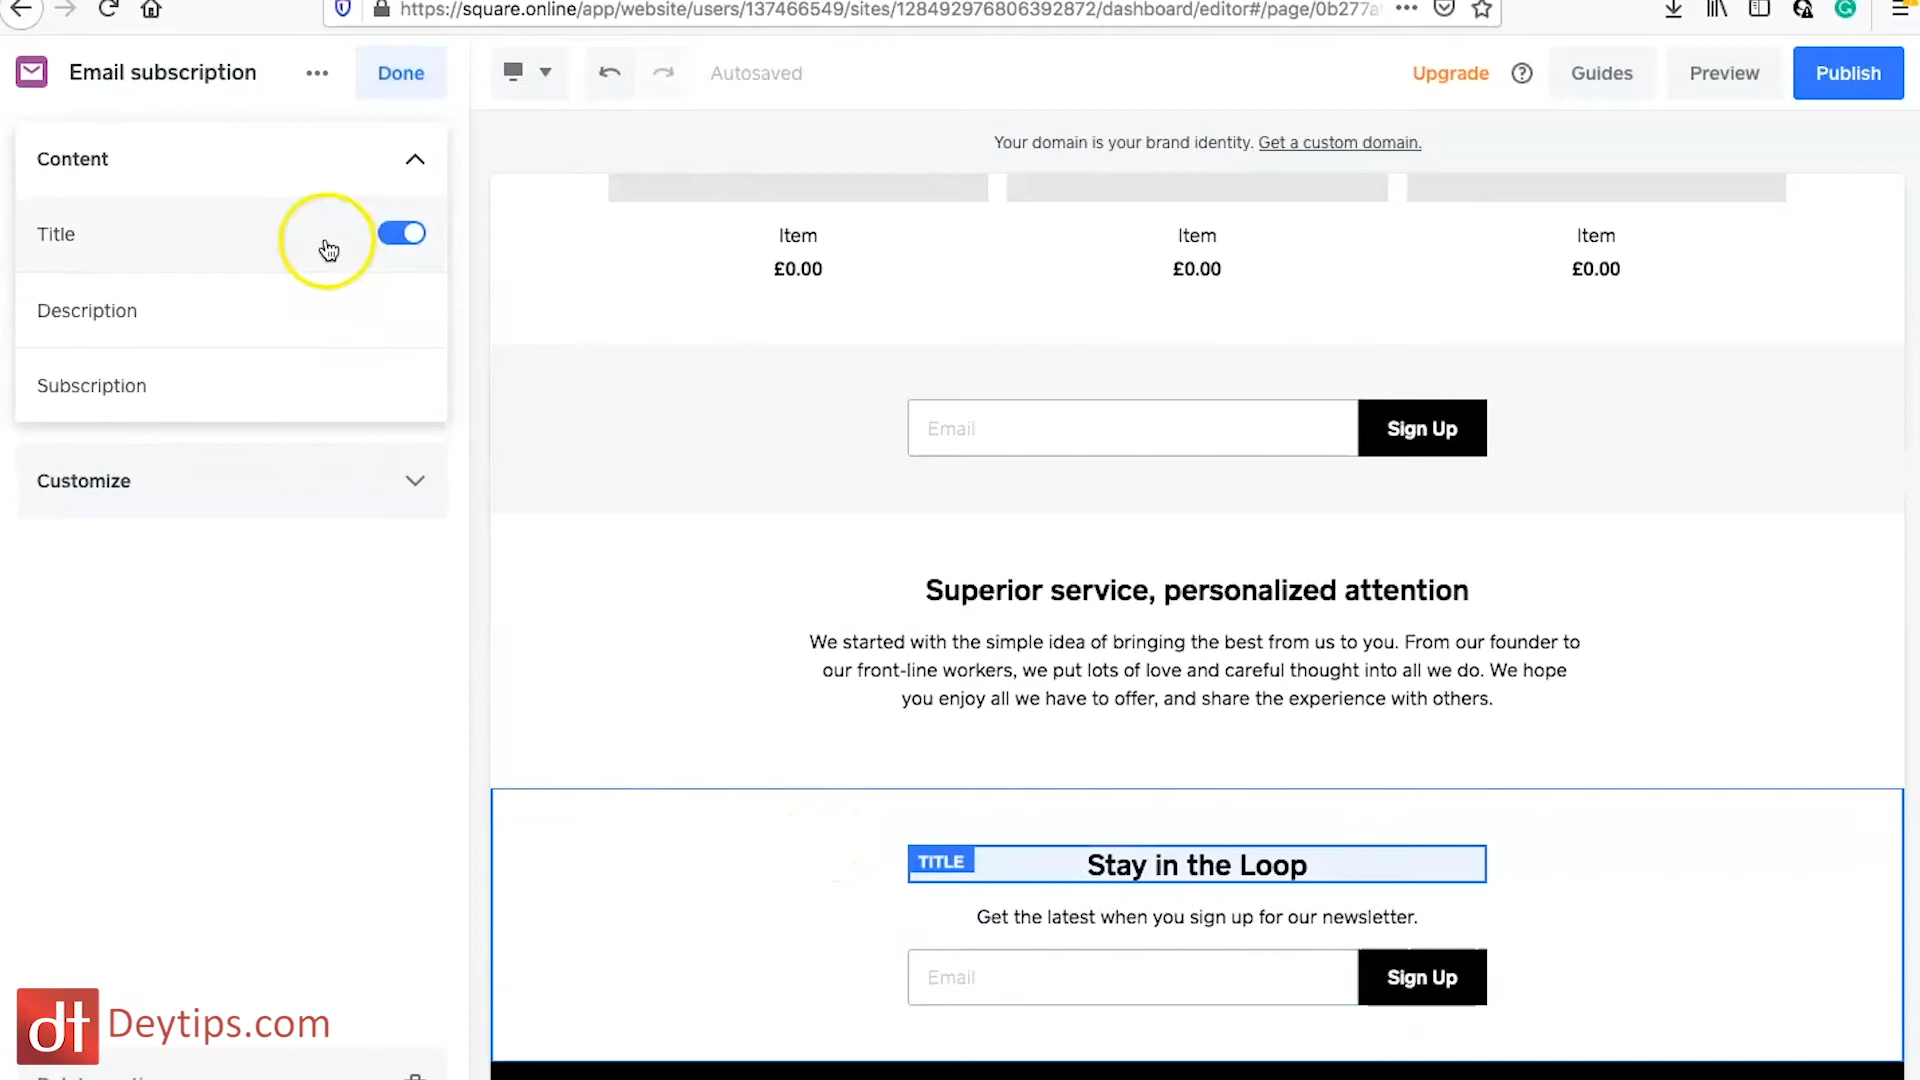 https://square.online/app/website/users/137466549/sites/128492976806392872/dashboard/editor#/page/0b277a
Email subscription
Done
Autosaved
Upgrade
Guides
Preview
Publish
Your domain is your brand identity. Get a custom domain.
Content
Title
Description
Subscription
Customize
Item
£0.00
Item
£0.00
Item
£0.00
Email
Sign Up
Superior service, personalized attention
We started with the simple idea of bringing the best from us to you. From our founder to
our front-line workers, we put lots of love and careful thought into all we do. We hope
you enjoy all we have to offer, and share the experience with others.
TITLE
Stay in the Loop
Get the latest when you sign up for our newsletter.
Email
Sign Up
dt Deytips.com